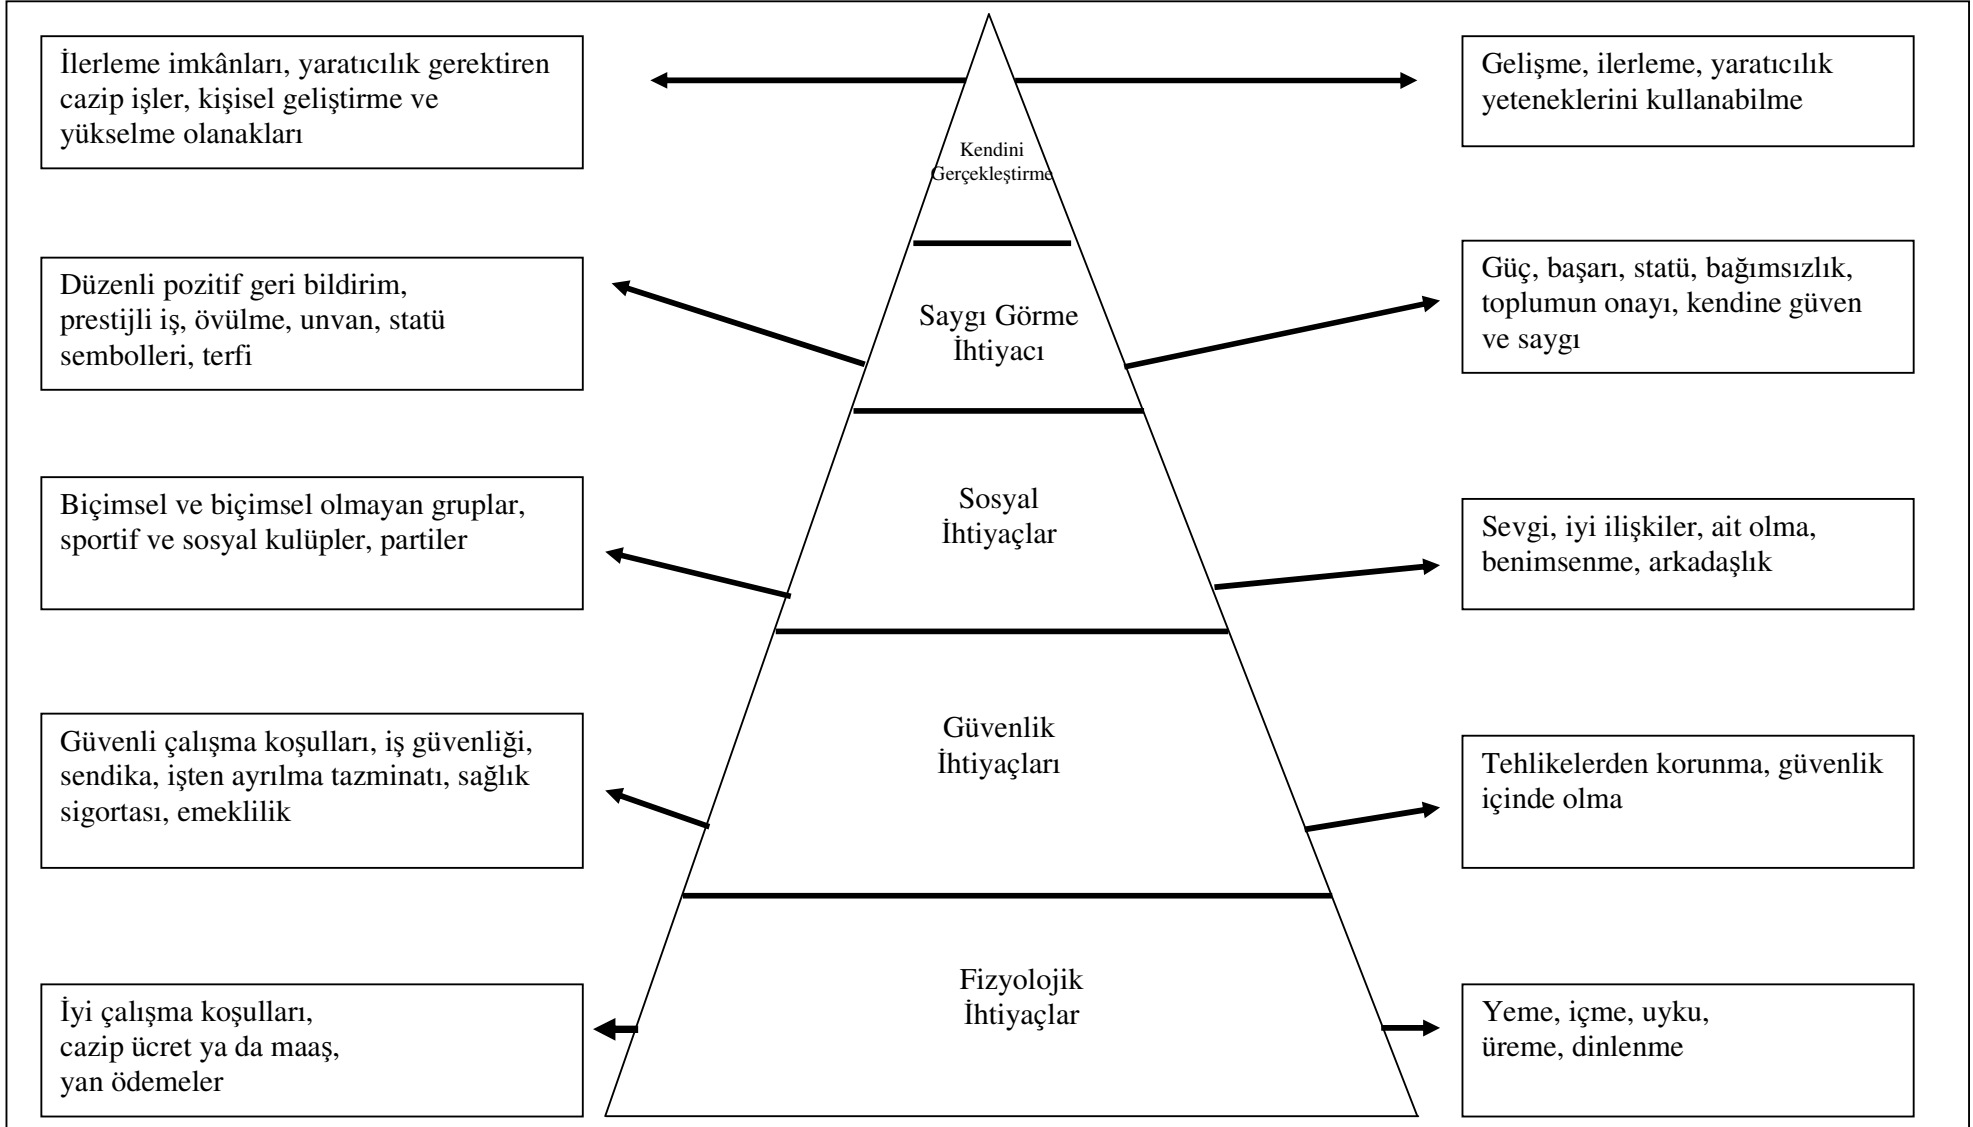 İlerleme imkânları, yaratıcılık gerektiren
cazip işler, kişisel geliştirme ve
yükselme olanakları
Kendini
Gerçekleştirme
Gelişme, ilerleme, yaratıcılık
yeteneklerini kullanabilme
Düzenli pozitif geri bildirim,
prestijli iş, övülme, unvan, statü
sembolleri, terfi
Saygı Görme
İhtiyacı
Güç, başarı, statü, bağımsızlık,
toplumun onayı, kendine güven
ve saygı
Biçimsel ve biçimsel olmayan gruplar,
sportif ve sosyal kulüpler, partiler
Sosyal
İhtiyaçlar
Sevgi, iyi ilişkiler, ait olma,
benimsenme, arkadaşlık
Güvenli çalışma koşulları, iş güvenliği,
sendika, işten ayrılma tazminatı, sağlık
sigortası, emeklilik
Güvenlik
İhtiyaçları
Tehlikelerden korunma, güvenlik
içinde olma
İyi çalışma koşulları,
cazip ücret ya da maaş,
yan ödemeler
Fizyolojik
İhtiyaçlar
Yeme, içme, uyku,
üreme, dinlenme